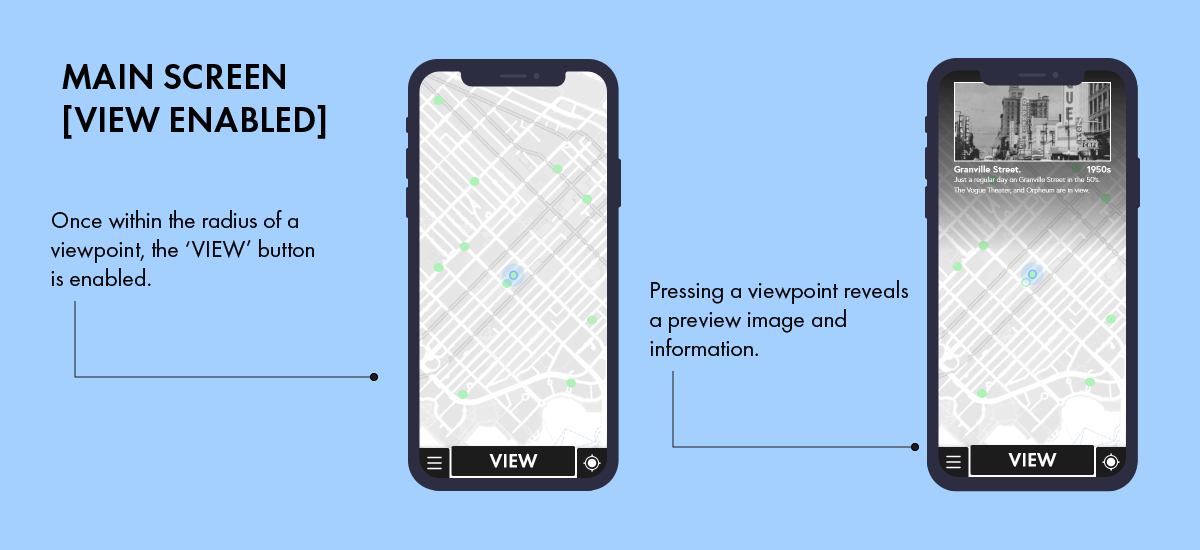 MAIN SCREEN
[VIEW ENABLED]
Once within the radius of a
viewpoint, the ‘VIEW’ button
is enabled.
VIEW
Pressing a viewpoint reveals
a preview image and
information.
Granville Street. 1950s
Just a regular day on Granville Street in the 50's.
The Vogue Theater, and Orpheum are in view.
VIEW